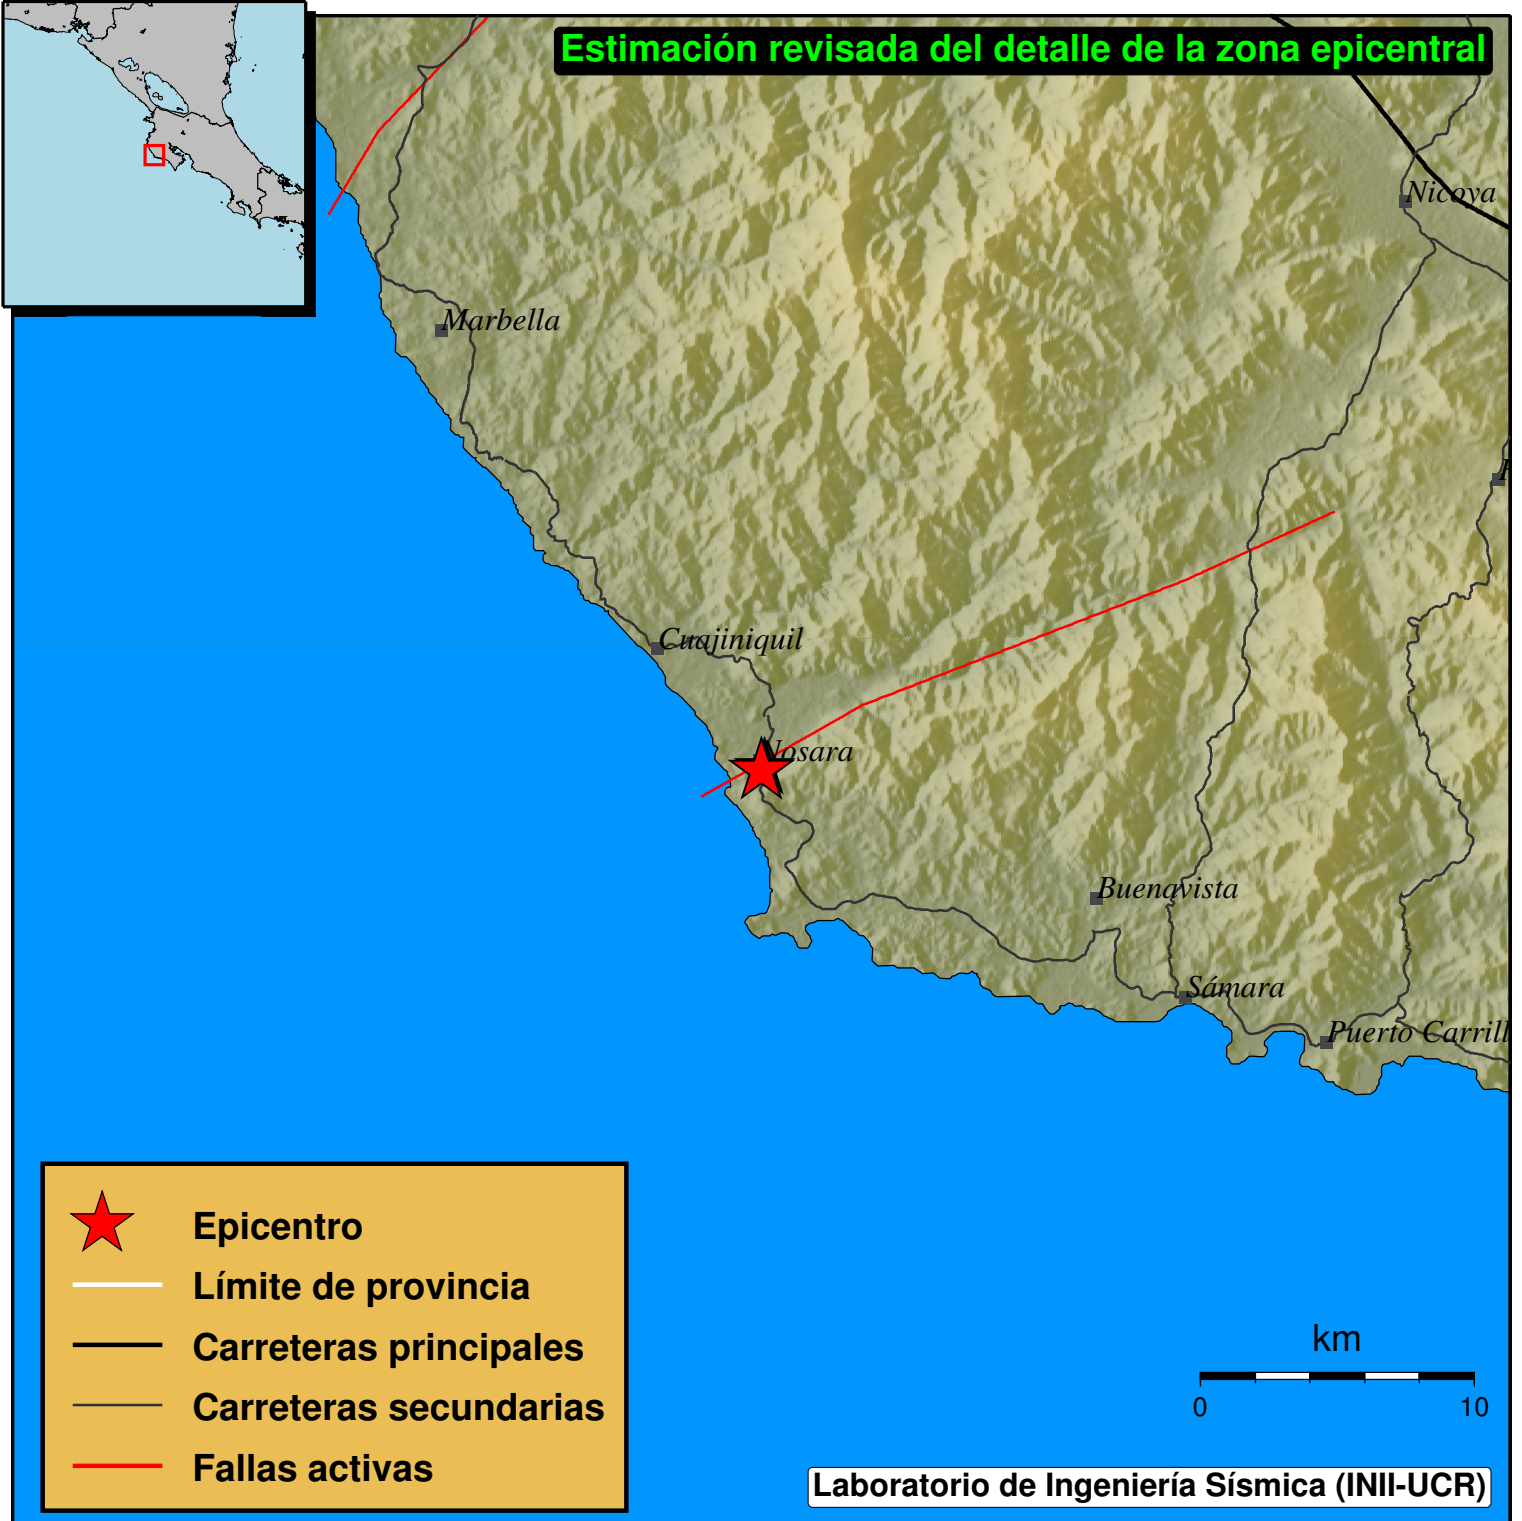 Estimación revisada del detalle de la zona epicentral
Nicoya
Marbella
Cuajiniquil
Nosara
Buenavista
Sámara
Puerto Carrill
Epicentro
Límite de provincia
Carreteras principales
Carreteras secundarias
Fallas activas
km
0 10
Laboratorio de Ingeniería Sísmica (INII-UCR)